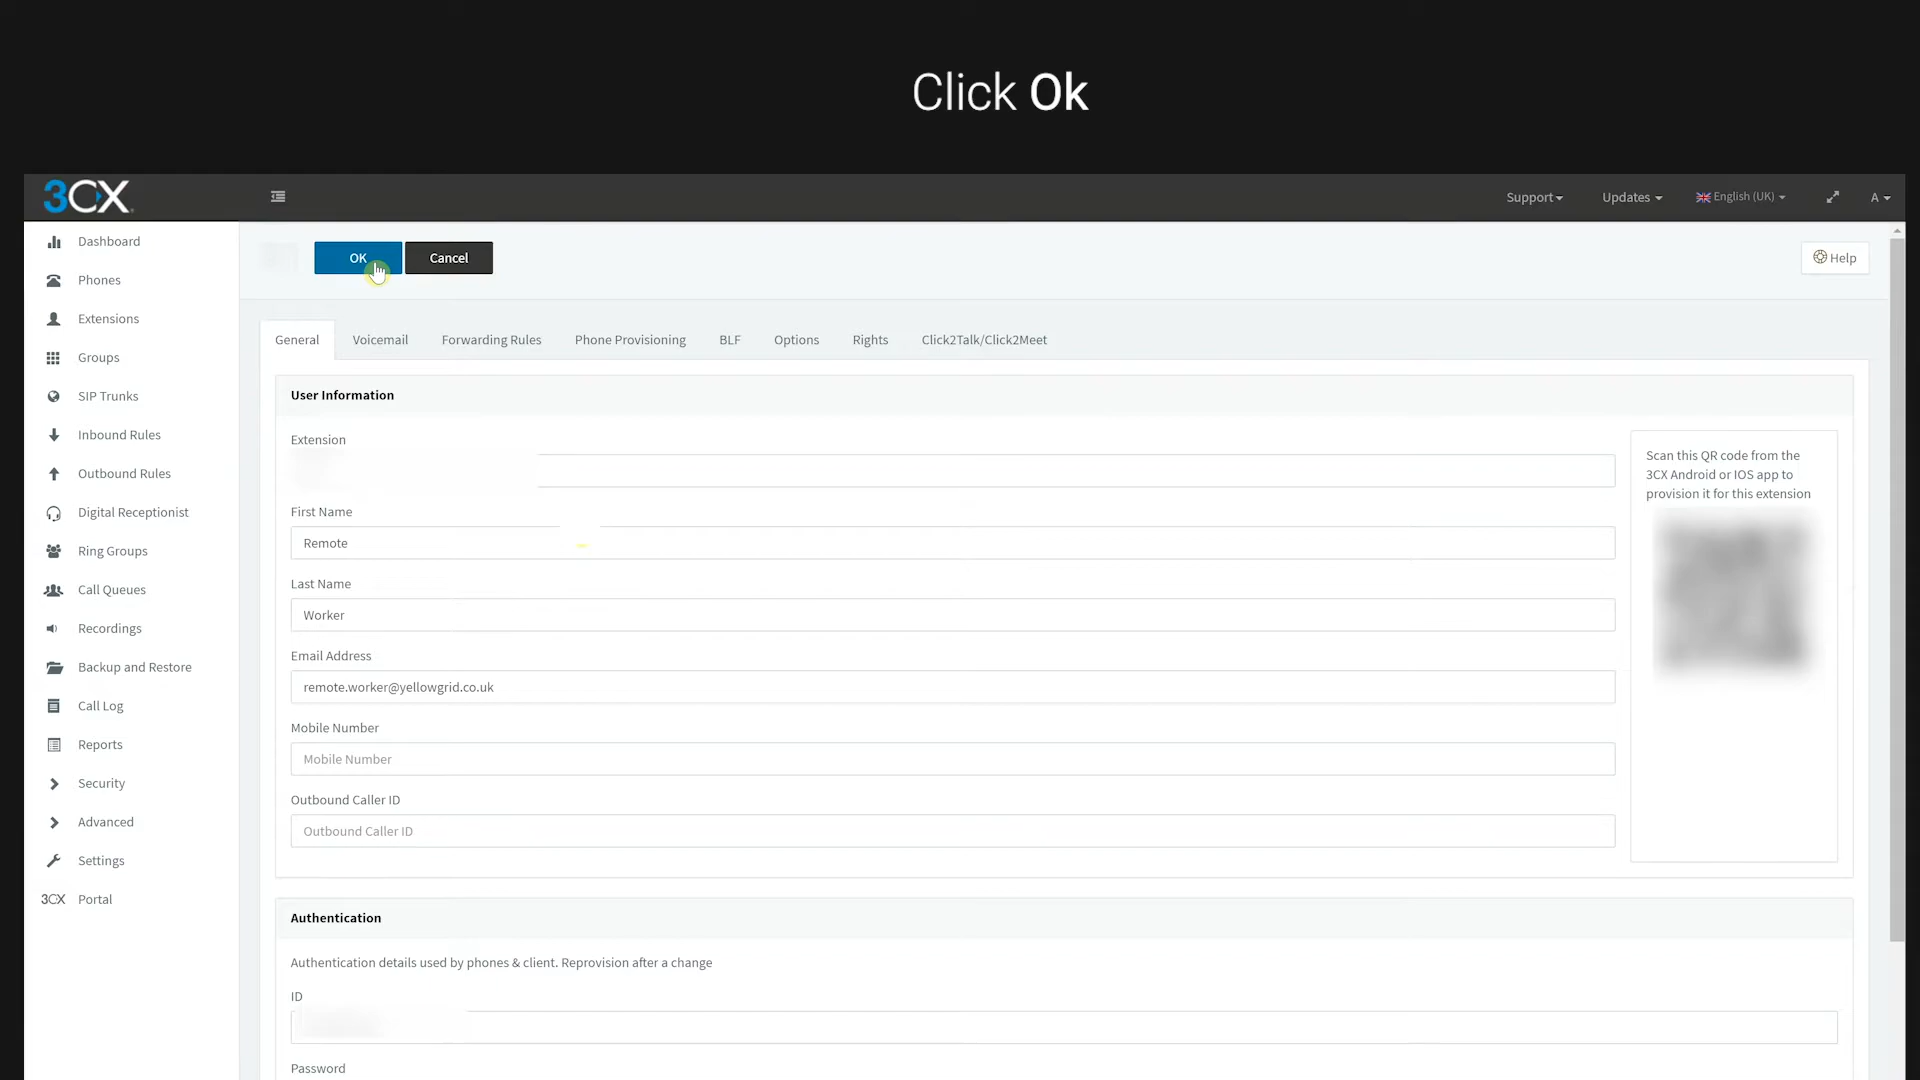 Click Ok
3CX
Support
Updates
English (UK)
A
Dashboard
Phones
Extensions
Groups
SIP Trunks
Inbound Rules
Outbound Rules
Digital Receptionist
Ring Groups
Call Queues
Recordings
Backup and Restore
Call Log
Reports
Security
Advanced
Settings
3CX Portal
OK
Cancel
Help
General
Voicemail
Forwarding Rules
Phone Provisioning
BLF
Options
Rights
Click2Talk/Click2Meet
User Information
Extension
First Name
Remote
Last Name
Worker
Email Address
remote.worker@yellowgrid.co.uk
Mobile Number
Mobile Number
Outbound Caller ID
Outbound Caller ID
Scan this QR code from the
3CX Android or IOS app to
provision it for this extension
Authentication
Authentication details used by phones & client. Reprovision after a change
ID
Password